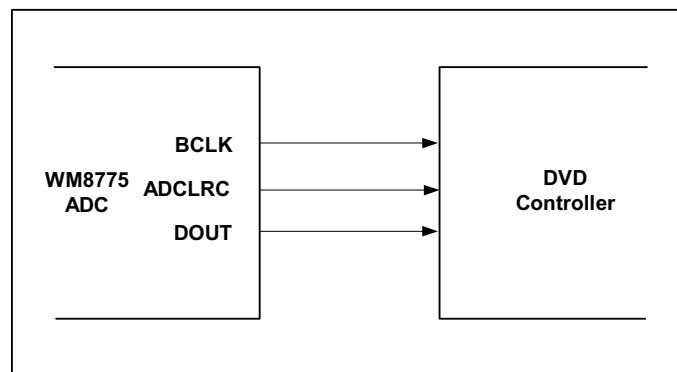 BCLK
WM8775
ADC
ADCLRC
DOUT
DVD
Controller